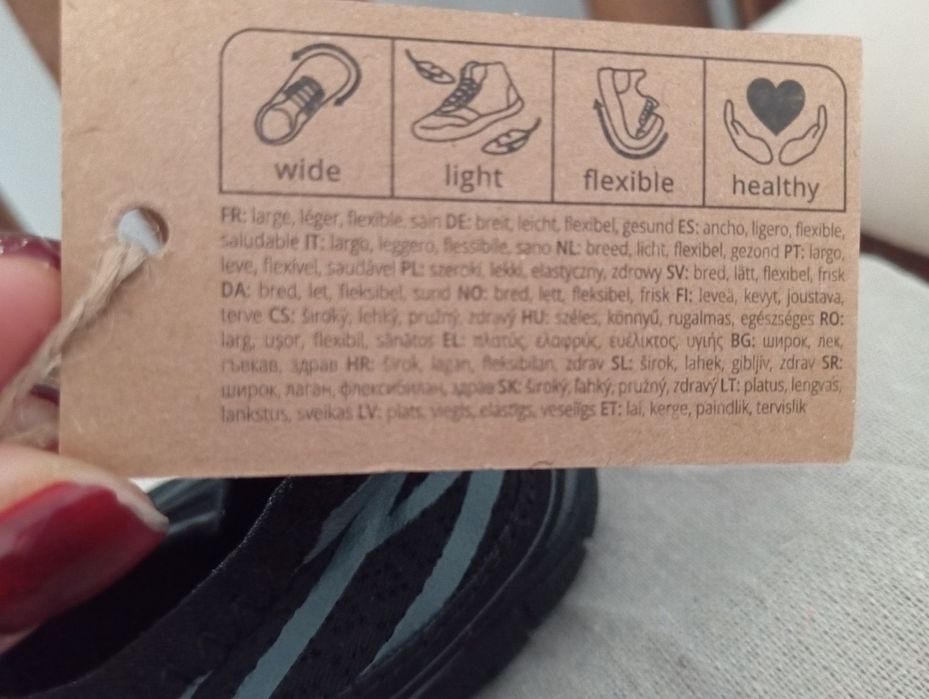 wide
light
flexible
healthy
FR: large, léger, flexible, sain DE: breit, leicht, flexibel, gesund ES: ancho, ligero, flexible,
saludable IT: largo, leggero, flessibile, sano NL: breed, licht, flexibel, gezond PT: largo,
leve, flexível, saudável PL: szeroki, lekki, elastyczny, zdrowy SV: bred, lätt, flexibel, frisk
DA: bred, let, fleksibel, sund NO: bred, lett, fleksibel, frisk FI: leveä, kevyt, joustava,
terve CS: široký, lehký, pružný, zdravý HU: széles, könnyű, rugalmas, egészséges RO:
larg, ușor, flexibil, sănătos EL: πλατύς, ελαφρύς, ευέλικτος, υγιής BG: широк, лек,
гъвкав, здрав HR: širok, lagan, fleksibilan, zdrav SL: širok, lahek, gibljiv, zdrav SR:
широк, лаган, флексибилан, здрав SK: široký, ľahký, pružný, zdravý LT: platus, lengvas,
lankstus, sveikas LV: plats, viegls, elastīgs, veselīgs ET: lai, kerge, paindlik, tervislik